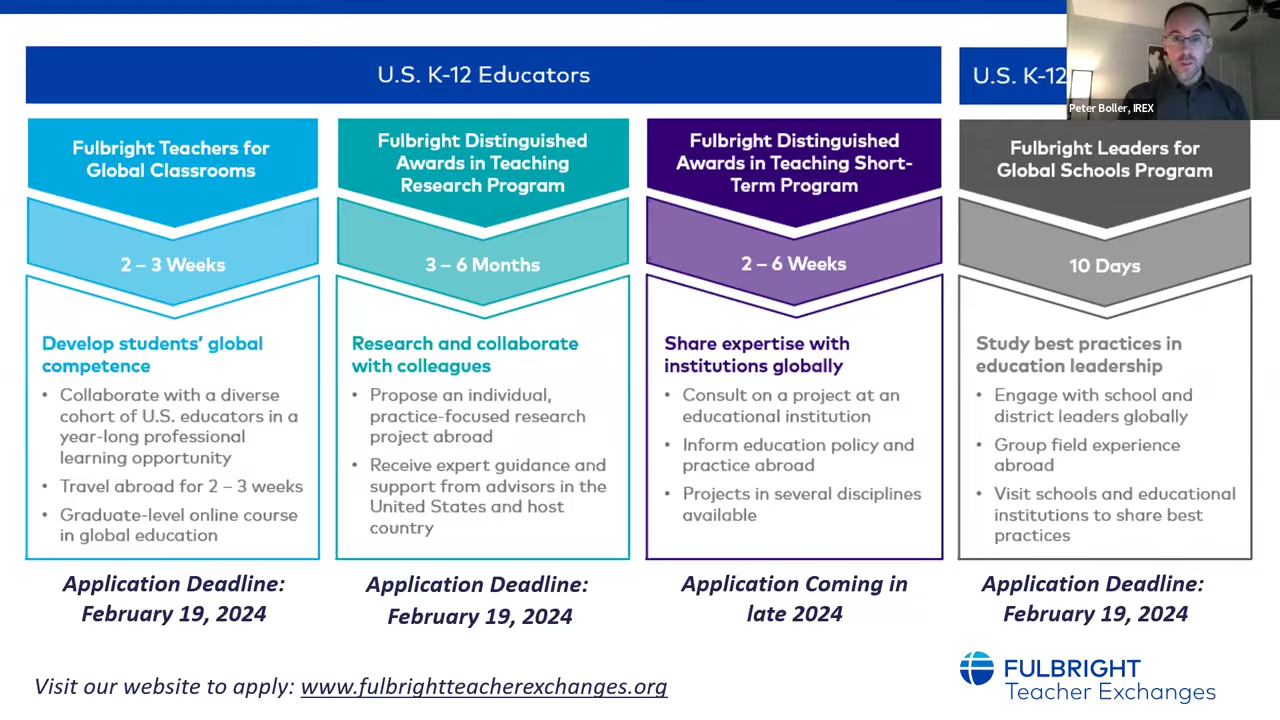 U.S. K-12 Educators
U.S. K-12
Peter Boller, IREX
Fulbright Teachers for
Global Classrooms
2 – 3 Weeks
Develop students’ global
competence
• Collaborate with a diverse
cohort of U.S. educators in a
year-long professional
learning opportunity
• Travel abroad for 2 – 3 weeks
• Graduate-level online course
in global education
Application Deadline:
February 19, 2024
Fulbright Distinguished
Awards in Teaching
Research Program
3 – 6 Months
Research and collaborate
with colleagues
• Propose an individual,
practice-focused research
project abroad
• Receive expert guidance and
support from advisors in the
United States and host
country
Application Deadline:
February 19, 2024
Fulbright Distinguished
Awards in Teaching Short-
Term Program
2 – 6 Weeks
Share expertise with
institutions globally
• Consult on a project at an
educational institution
• Inform education policy and
practice abroad
• Projects in several disciplines
available
Application Coming in
late 2024
Fulbright Leaders for
Global Schools Program
10 Days
Study best practices in
education leadership
• Engage with school and
district leaders globally
• Group field experience
abroad
• Visit schools and educational
institutions to share best
practices
Application Deadline:
February 19, 2024
Visit our website to apply: www.fulbrightteacherexchanges.org
FULBRIGHT
Teacher Exchanges